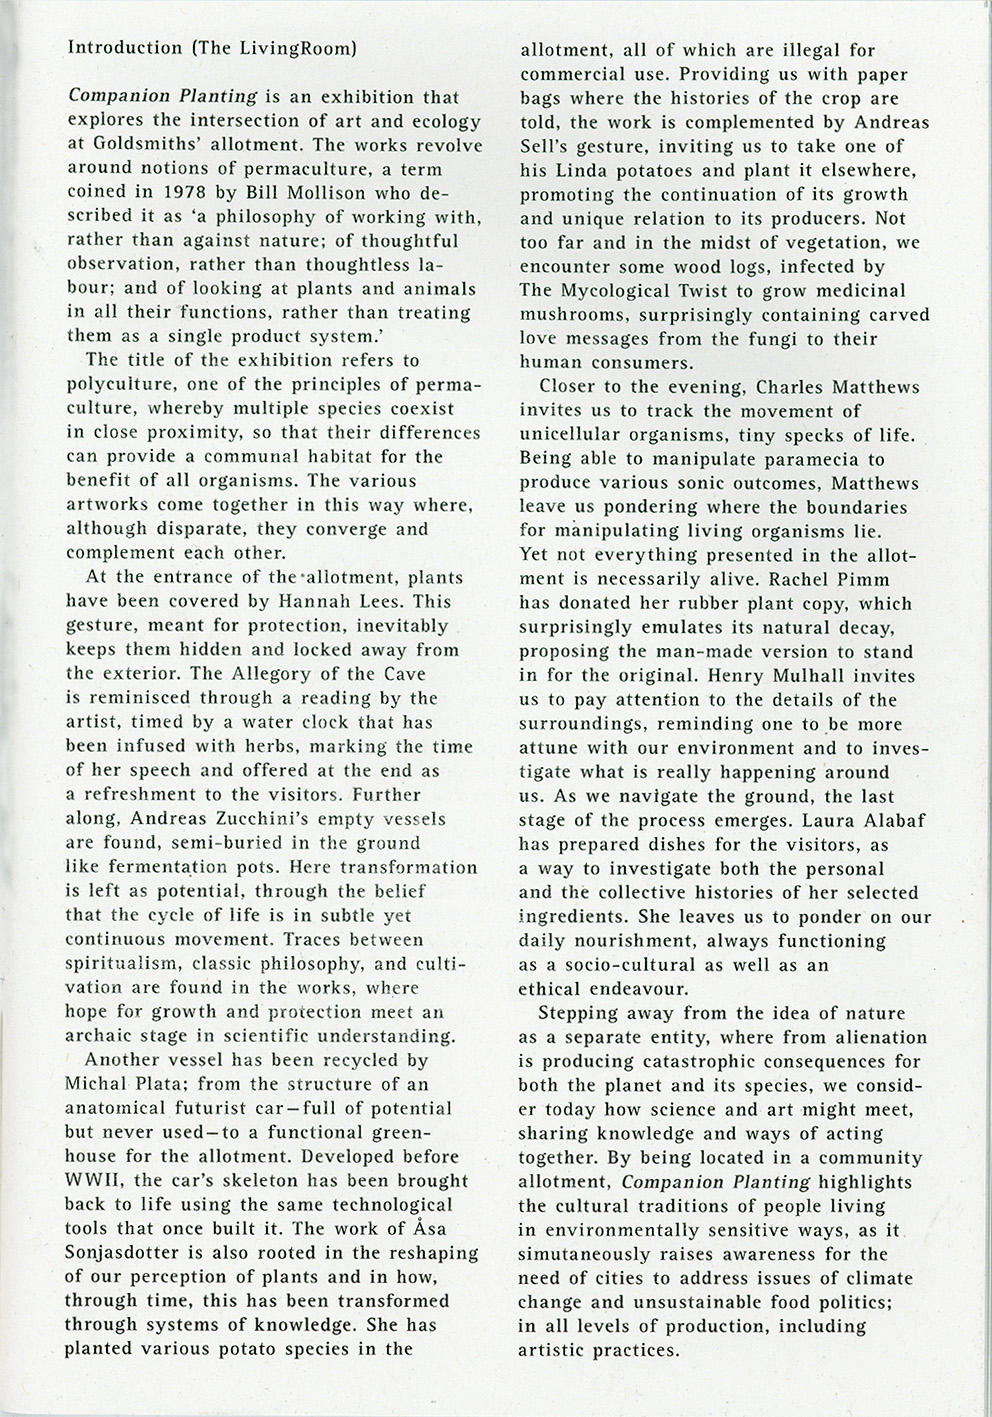 Introduction (The LivingRoom)
Companion Planting is an exhibition that
explores the intersection of art and ecology
at Goldsmiths' allotment. The works revolve
around notions of permaculture, a term
coined in 1978 by Bill Mollison who de-
scribed it as ‘a philosophy of working with,
rather than against nature; of thoughtful
observation, rather than thoughtless la-
bour; and of looking at plants and animals
in all their functions, rather than treating
them as a single product system.’
The title of the exhibition refers to
polyculture, one of the principles of perma-
culture, whereby multiple species coexist
in close proximity, so that their differences
can provide a communal habitat for the
benefit of all organisms. The various
artworks come together in this way where,
although disparate, they converge and
complement each other.
At the entrance of the allotment, plants
have been covered by Hannah Lees. This
gesture, meant for protection, inevitably
keeps them hidden and locked away from
the exterior. The Allegory of the Cave
is reminisced through a reading by the
artist, timed by a water clock that has
been infused with herbs, marking the time
of her speech and offered at the end as
a refreshment to the visitors. Further
along, Andreas Zucchini's empty vessels
are found, semi-buried in the ground
like fermentation pots. Here transformation
is left as potential, through the belief
that the cycle of life is in subtle yet
continuous movement. Traces between
spiritualism, classic philosophy, and culti-
vation are found in the works, where
hope for growth and protection meet an
archaic stage in scientific understanding.
Another vessel has been recycled by
Michal Plata; from the structure of an
anatomical futurist car—full of potential
but never used—to a functional green-
house for the allotment. Developed before
WWII, the car's skeleton has been brought
back to life using the same technological
tools that once built it. The work of Åsa
Sonjasdotter is also rooted in the reshaping
of our perception of plants and in how,
through time, this has been transformed
through systems of knowledge. She has
planted various potato species in the
allotment, all of which are illegal for
commercial use. Providing us with paper
bags where the histories of the crop are
told, the work is complemented by Andreas
Sell's gesture, inviting us to take one of
his Linda potatoes and plant it elsewhere,
promoting the continuation of its growth
and unique relation to its producers. Not
too far and in the midst of vegetation, we
encounter some wood logs, infected by
The Mycological Twist to grow medicinal
mushrooms, surprisingly containing carved
love messages from the fungi to their
human consumers.
Closer to the evening, Charles Matthews
invites us to track the movement of
unicellular organisms, tiny specks of life.
Being able to manipulate paramecia to
produce various sonic outcomes, Matthews
leave us pondering where the boundaries
for manipulating living organisms lie.
Yet not everything presented in the allot-
ment is necessarily alive. Rachel Pimm
has donated her rubber plant copy, which
surprisingly emulates its natural decay,
proposing the man-made version to stand
in for the original. Henry Mulhall invites
us to pay attention to the details of the
surroundings, reminding one to be more
attune with our environment and to inves-
tigate what is really happening around
us. As we navigate the ground, the last
stage of the process emerges. Laura Alabaf
has prepared dishes for the visitors, as
a way to investigate both the personal
and the collective histories of her selected
ingredients. She leaves us to ponder on our
daily nourishment, always functioning
as a socio-cultural as well as an
ethical endeavour.
Stepping away from the idea of nature
as a separate entity, where from alienation
is producing catastrophic consequences for
both the planet and its species, we consid-
er today how science and art might meet,
sharing knowledge and ways of acting
together. By being located in a community
allotment, Companion Planting highlights
the cultural traditions of people living
in environmentally sensitive ways, as it
simutaneously raises awareness for the
need of cities to address issues of climate
change and unsustainable food politics;
in all levels of production, including
artistic practices.